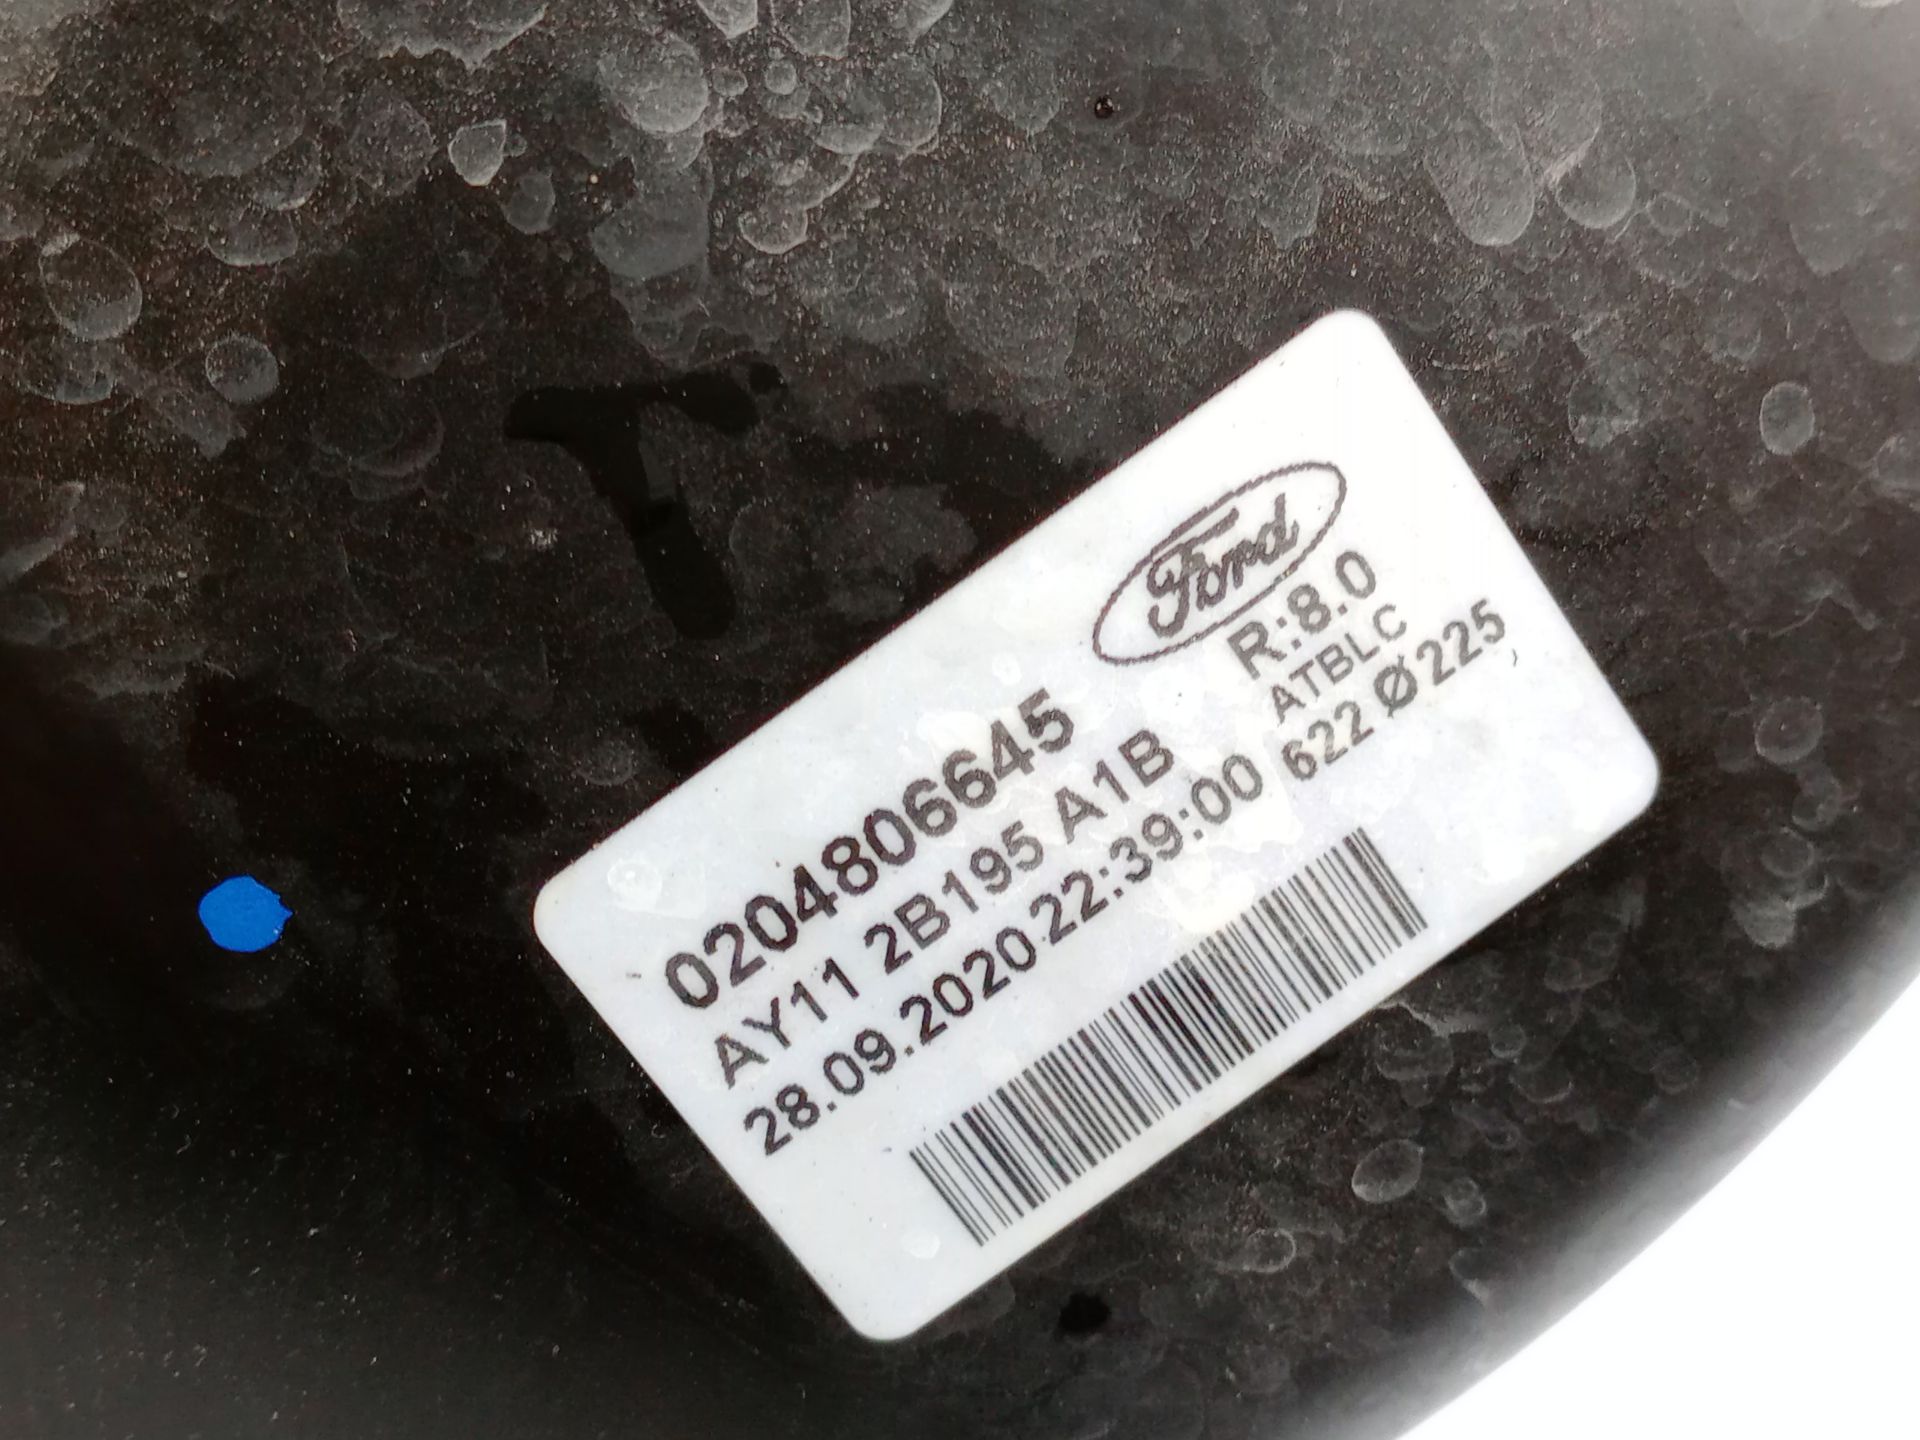 Ford
0204806645 R:8.0
AY11 2B195 A1B ATBLC
28.09.2020 22:39:00 622 Ø225